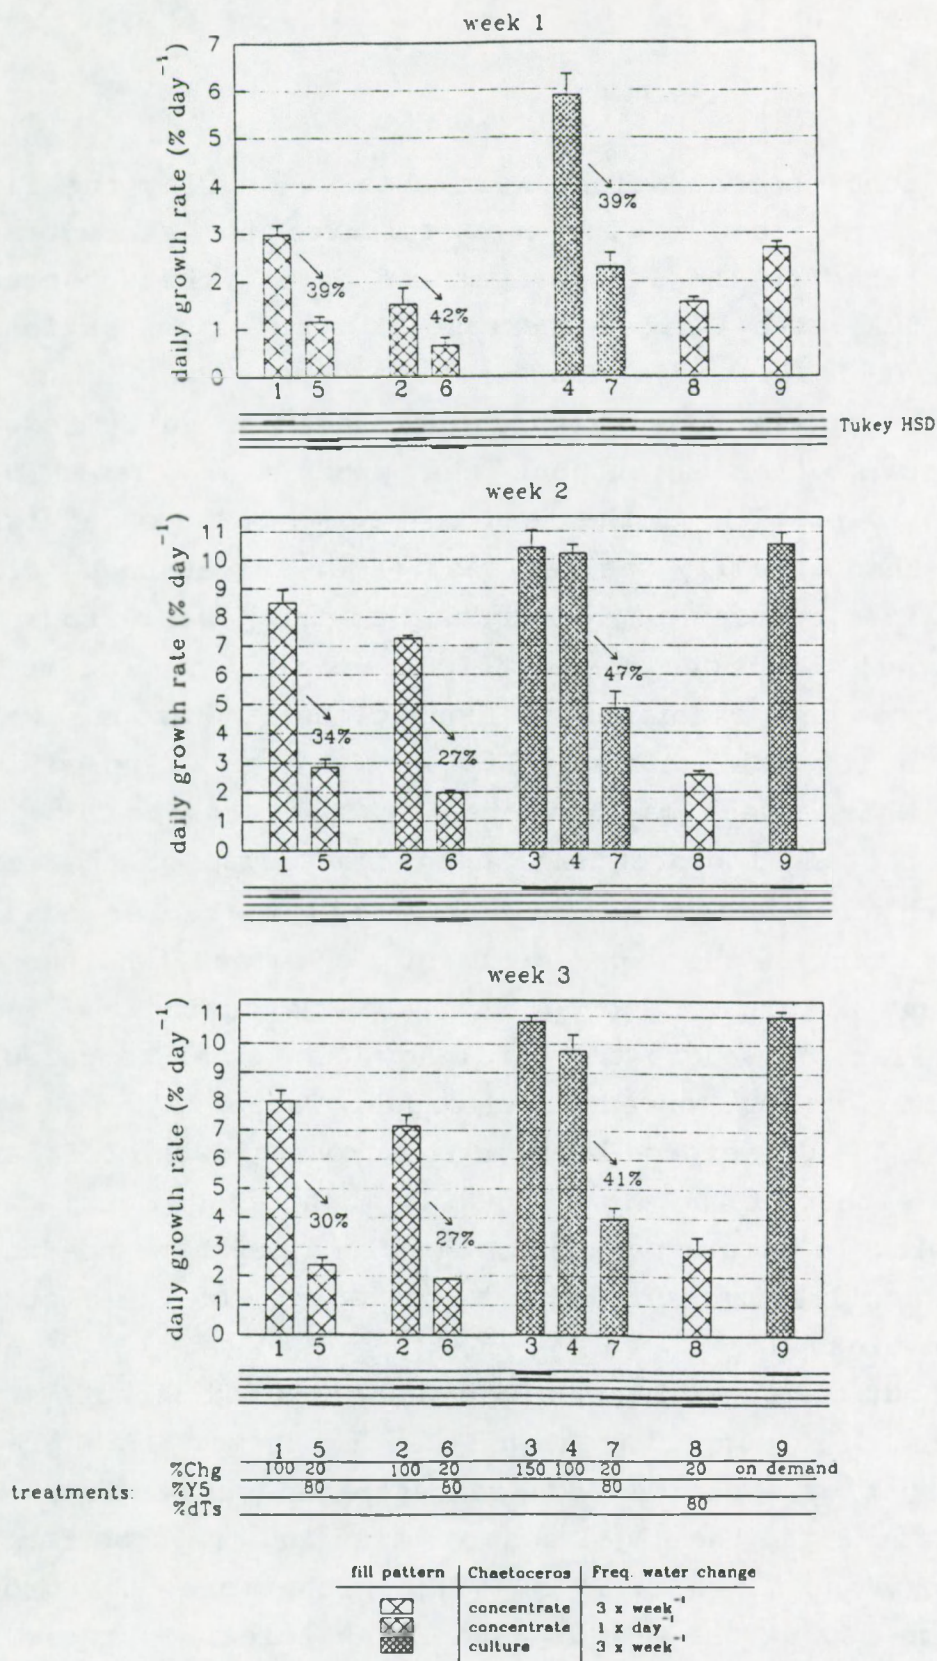 week 1
daily growth rate (% day⁻¹)
7
6
5
4
3
2
1
0
39%
42%
39%
1 5 2 6 4 7 8 9
Tukey HSD
week 2
daily growth rate (% day⁻¹)
11
10
9
8
7
6
5
4
3
2
1
0
34%
27%
47%
1 5 2 6 3 4 7 8 9
week 3
daily growth rate (% day⁻¹)
11
10
9
8
7
6
5
4
3
2
1
0
30%
27%
41%
1 5 2 6 3 4 7 8 9
treatments:
1 5 2 6 3 4 7 8 9
%Chg 100 20 100 20 150 100 20 20 on demand
%Y5 80 80 80
%dTs 80
fill pattern Chaetoceros Freq. water change
concentrate 3 x week⁻¹
concentrate 1 x day⁻¹
culture 3 x week⁻¹